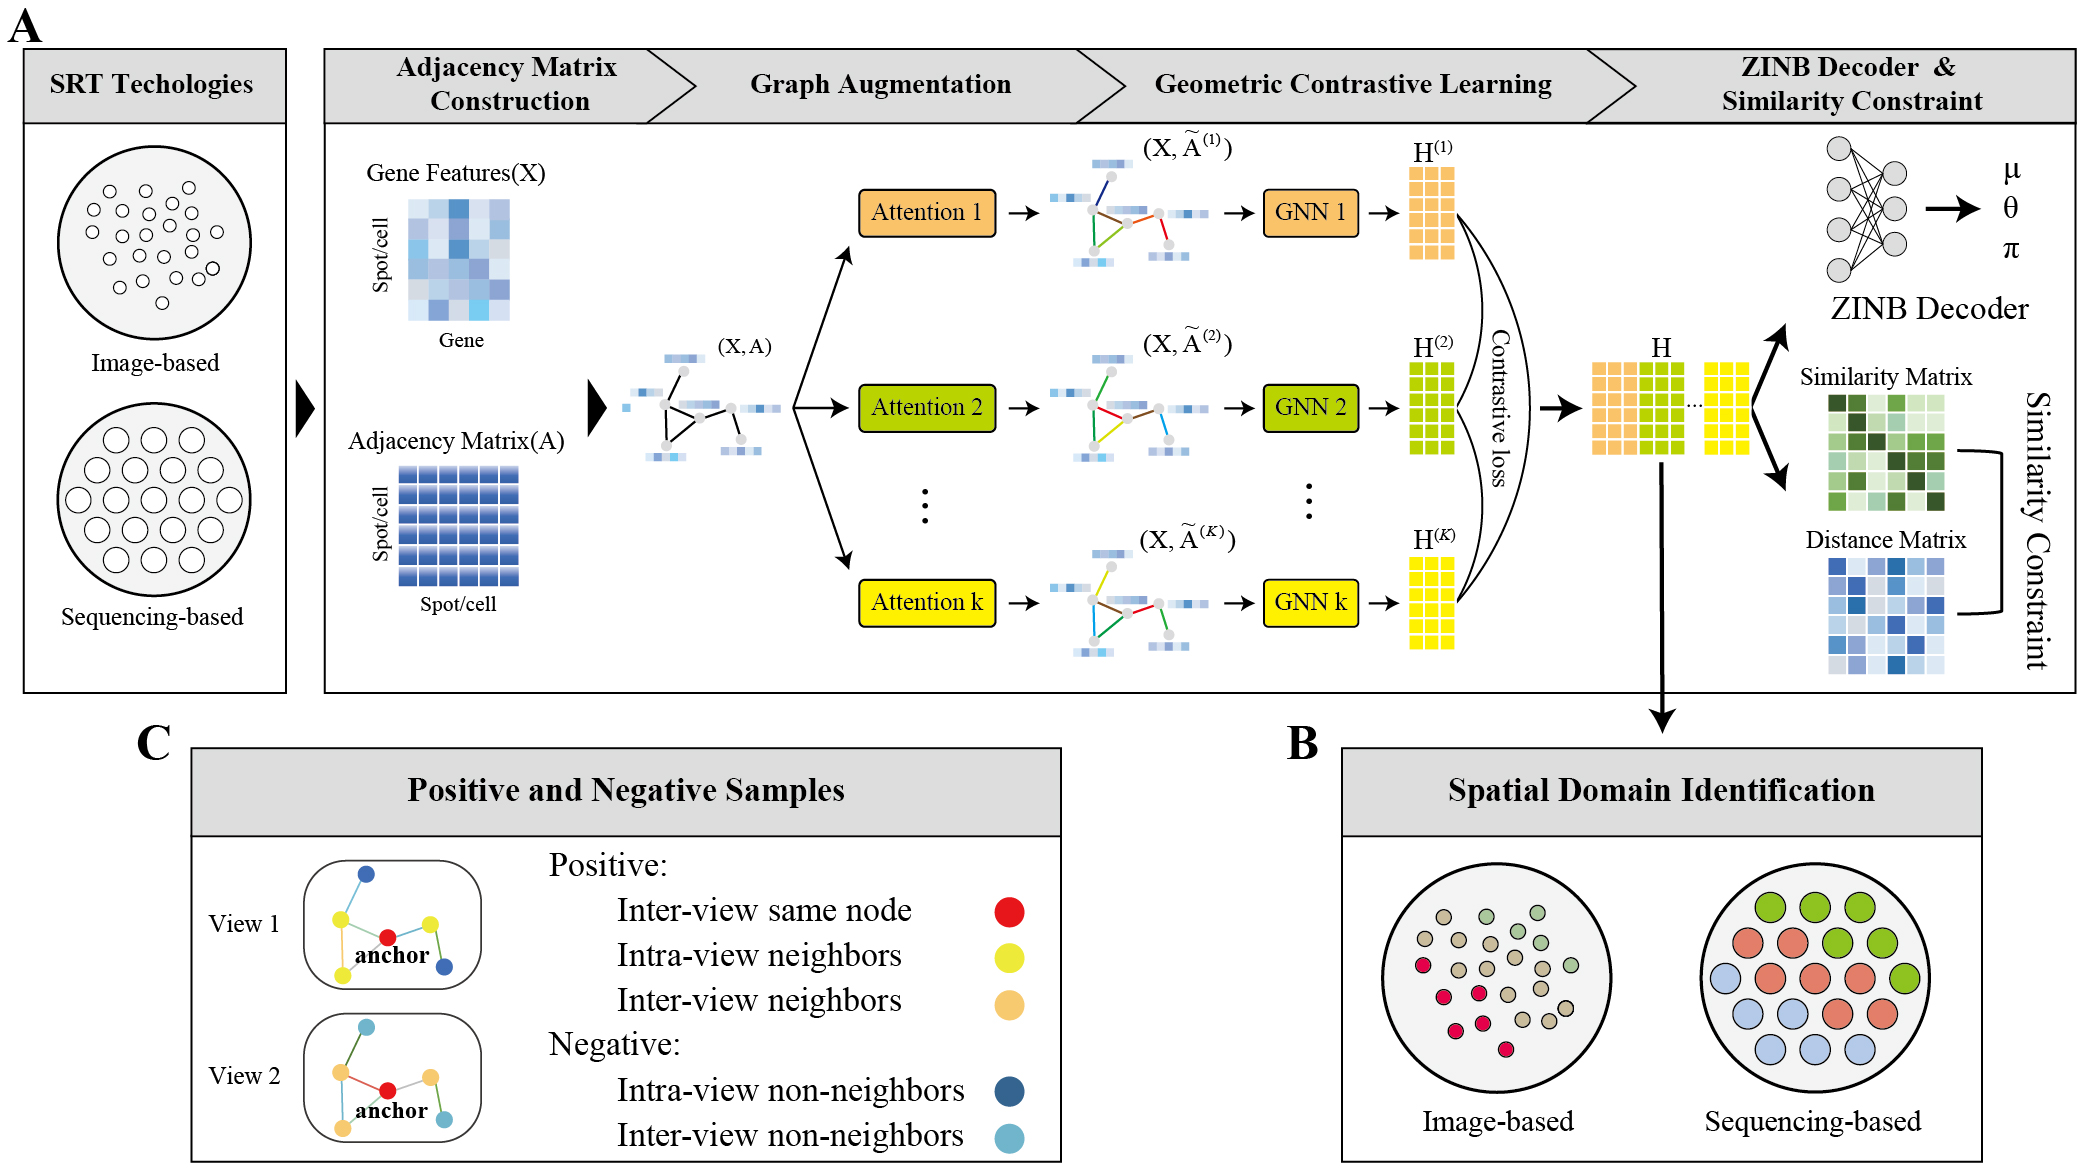 A
SRT Techologies
Image-based
Sequencing-based
Adjacency Matrix
Construction
Graph Augmentation
Geometric Contrastive Learning
ZINB Decoder &
Similarity Constraint
Gene Features(X)
Spot/cell
Gene
Adjacency Matrix(A)
Spot/cell
Spot/cell
(X, A)
Attention 1
Attention 2
⋮
Attention k
(X, Ã⁽¹⁾)
(X, Ã⁽²⁾)
(X, Ã⁽ᴷ⁾)
GNN 1
GNN 2
⋮
GNN k
H⁽¹⁾
H⁽²⁾
H⁽ᴷ⁾
Contrastive loss
H
...
μ
θ
π
ZINB Decoder
Similarity Matrix
Distance Matrix
Similarity Constraint
C
Positive and Negative Samples
View 1
anchor
View 2
anchor
Positive:
Inter-view same node
Intra-view neighbors
Inter-view neighbors
Negative:
Intra-view non-neighbors
Inter-view non-neighbors
B
Spatial Domain Identification
Image-based
Sequencing-based